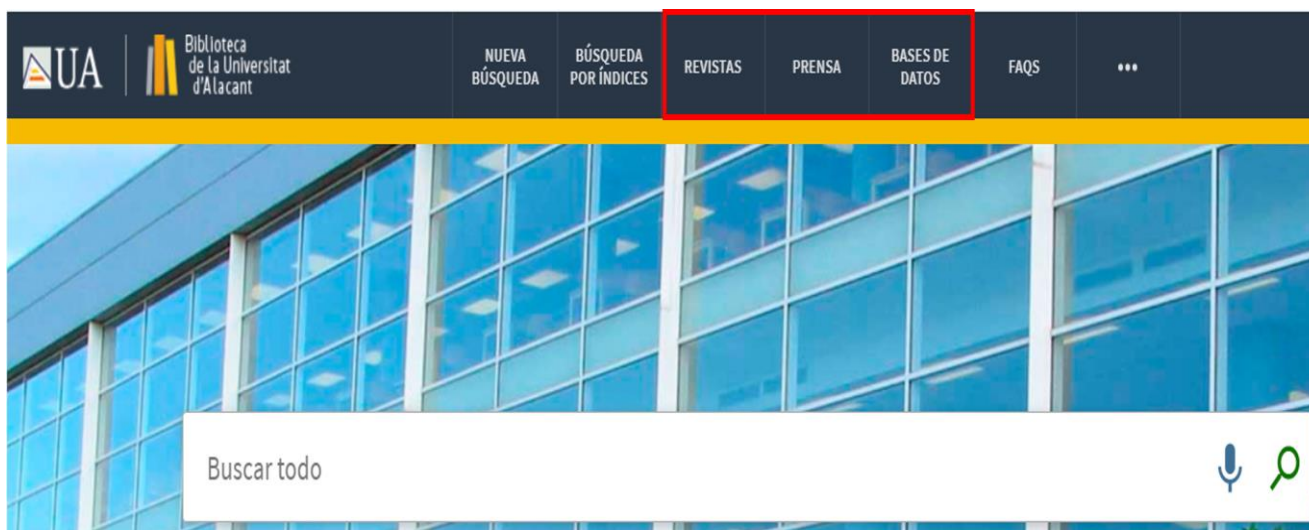 UA
Biblioteca
de la Universitat
d'Alacant
NUEVA
BÚSQUEDA
BÚSQUEDA
POR ÍNDICES
REVISTAS
PRENSA
BASES DE
DATOS
FAQS
•••
Buscar todo